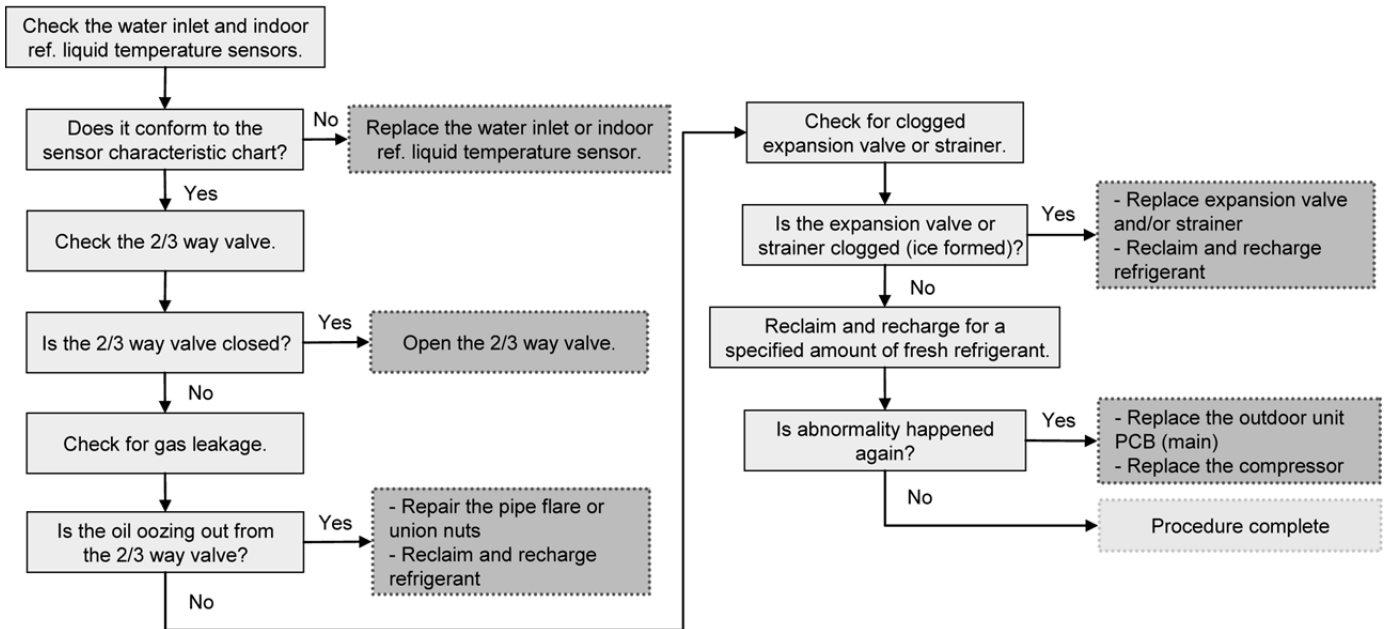 Check the water inlet and indoor
ref. liquid temperature sensors.
Does it conform to the
sensor characteristic chart?
No
Replace the water inlet or indoor
ref. liquid temperature sensor.
Yes
Check the 2/3 way valve.
Is the 2/3 way valve closed?
Yes
Open the 2/3 way valve.
No
Check for gas leakage.
Is the oil oozing out from
the 2/3 way valve?
Yes
- Repair the pipe flare or
union nuts
- Reclaim and recharge
refrigerant
No
Check for clogged
expansion valve or strainer.
Is the expansion valve or
strainer clogged (ice formed)?
Yes
- Replace expansion valve
and/or strainer
- Reclaim and recharge
refrigerant
No
Reclaim and recharge for a
specified amount of fresh refrigerant.
Is abnormality happened
again?
Yes
- Replace the outdoor unit
PCB (main)
- Replace the compressor
No
Procedure complete